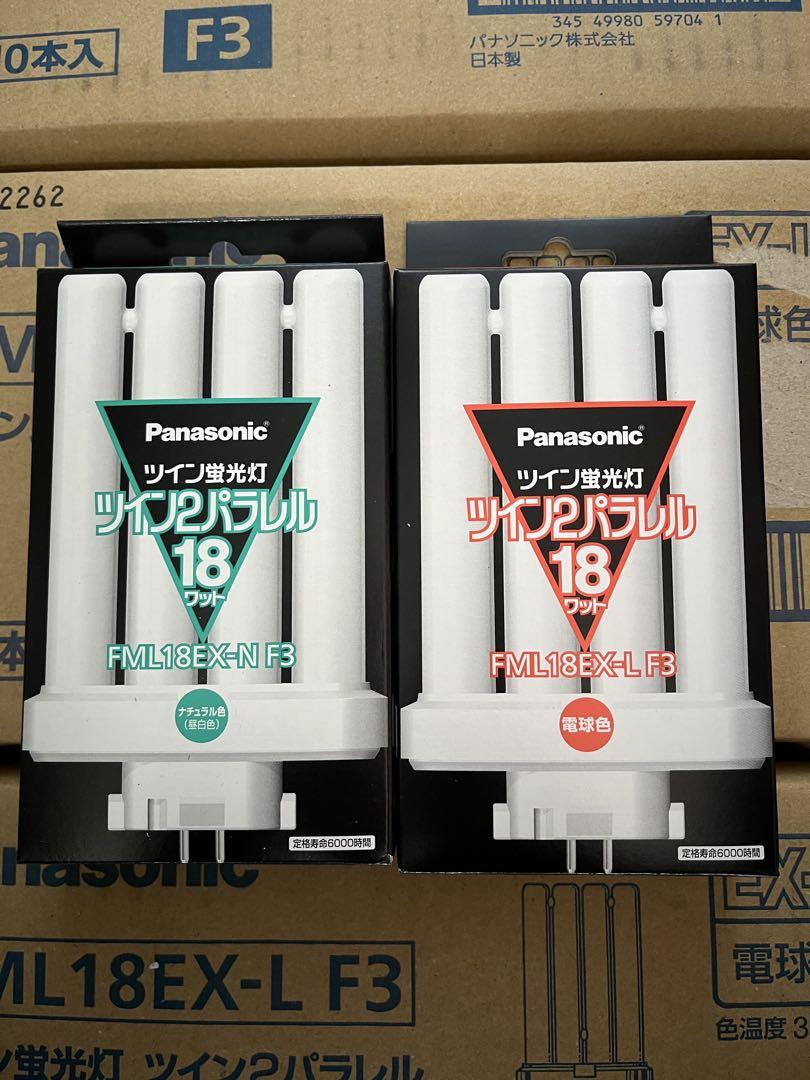 10本入
F3
345 49980 59704 1
パナソニック株式会社
日本製
2262
Panasonic
ツイン蛍光灯
ツイン2パラレル
18
ワット
FML18EX-N F3
ナチュラル色
(昼白色)
定格寿命6000時間
Panasonic
ツイン蛍光灯
ツイン2パラレル
18
ワット
FML18EX-L F3
電球色
定格寿命6000時間
EX-L
球色
Panasonic
ML18EX-L F3
ン蛍光灯 ツイン2パラレル
EX-
電球
色温度3